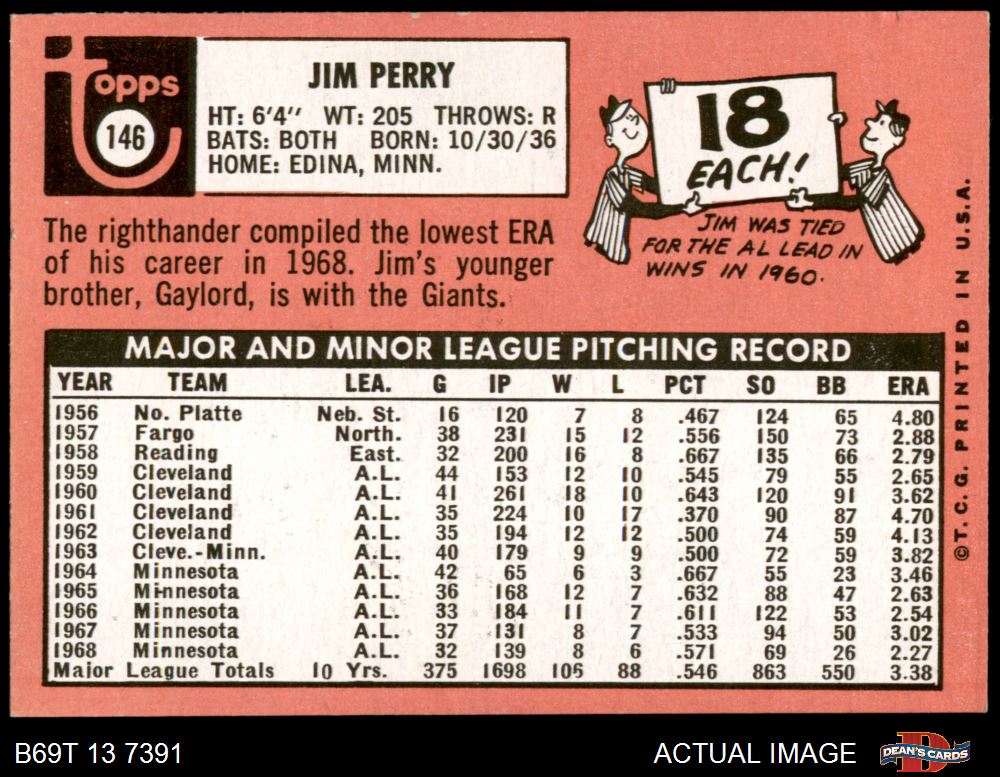 topps
146
JIM PERRY
HT: 6'4" WT: 205 THROWS: R
BATS: BOTH BORN: 10/30/36
HOME: EDINA, MINN.
The righthander compiled the lowest ERA
of his career in 1968. Jim's younger
brother, Gaylord, is with the Giants.
18
EACH!
JIM WAS TIED
FOR THE AL LEAD IN
WINS IN 1960.
©T.C.G. PRINTED IN U.S.A.
MAJOR AND MINOR LEAGUE PITCHING RECORD
YEAR TEAM LEA. G IP W L PCT SO BB ERA
1956 No. Platte Neb. St. 16 120 7 8 .467 124 65 4.80
1957 Fargo North. 38 231 15 12 .556 150 73 2.88
1958 Reading East. 32 200 16 8 .667 135 66 2.79
1959 Cleveland A.L. 44 153 12 10 .545 79 55 2.65
1960 Cleveland A.L. 41 261 18 10 .643 120 91 3.62
1961 Cleveland A.L. 35 224 10 17 .370 90 87 4.70
1962 Cleveland A.L. 35 194 12 12 .500 74 59 4.13
1963 Cleve.-Minn. A.L. 40 179 9 9 .500 72 59 3.82
1964 Minnesota A.L. 42 65 6 3 .667 55 23 3.46
1965 Minnesota A.L. 36 168 12 7 .632 88 47 2.63
1966 Minnesota A.L. 33 184 11 7 .611 122 53 2.54
1967 Minnesota A.L. 37 131 8 7 .533 94 50 3.02
1968 Minnesota A.L. 32 139 8 6 .571 69 26 2.27
Major League Totals 10 Yrs. 375 1698 106 88 .546 863 550 3.38
B69T 13 7391
ACTUAL IMAGE
DEAN'S CARDS